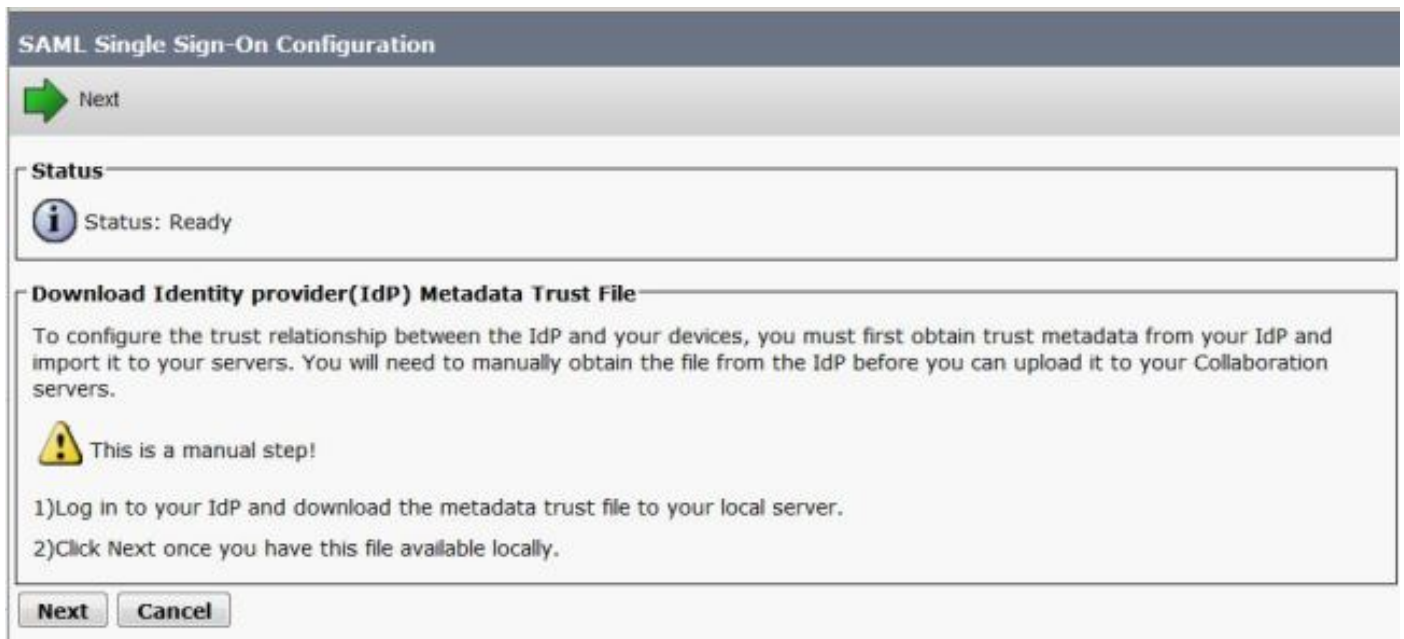 SAML Single Sign-On Configuration
Next
Status
Status: Ready
Download Identity provider(IdP) Metadata Trust File
To configure the trust relationship between the IdP and your devices, you must first obtain trust metadata from your IdP and
import it to your servers. You will need to manually obtain the file from the IdP before you can upload it to your Collaboration
servers.
This is a manual step!
1)Log in to your IdP and download the metadata trust file to your local server.
2)Click Next once you have this file available locally.
Next Cancel